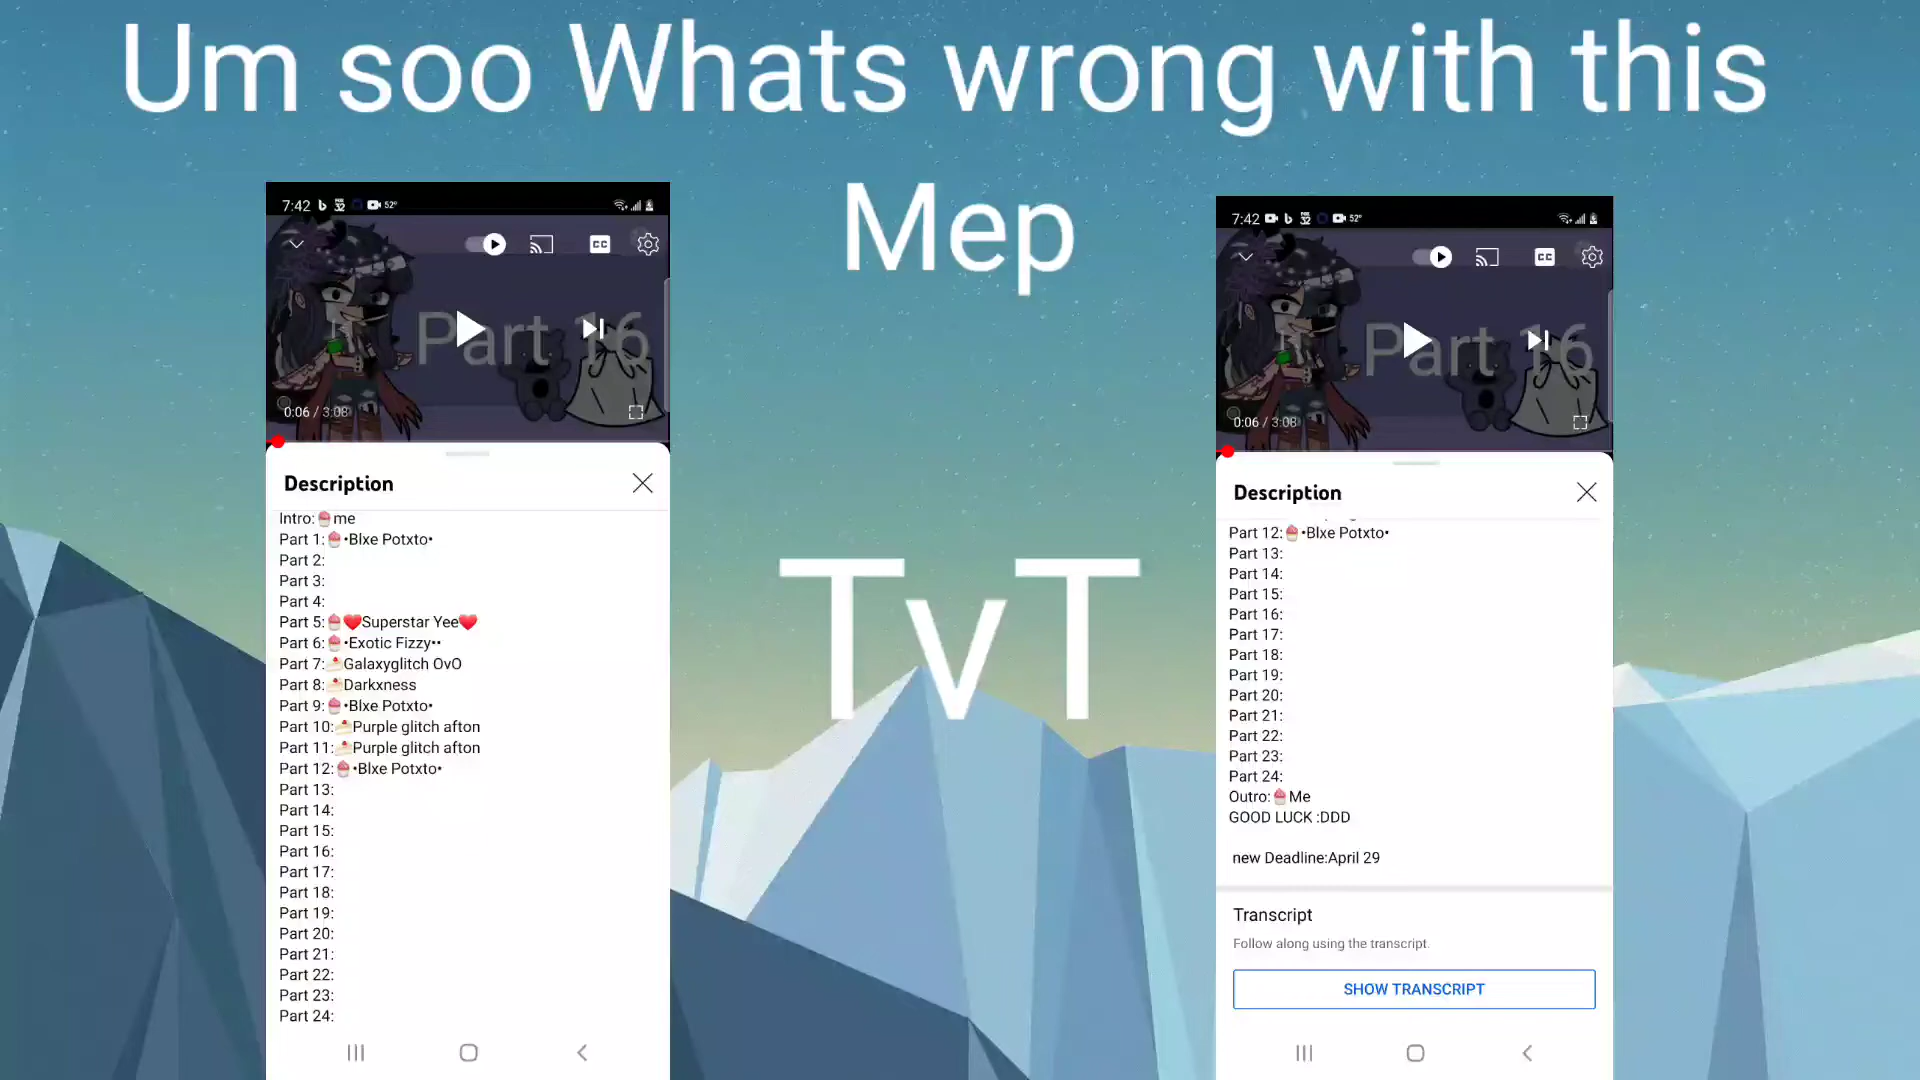 Um soo Whats wrong with this
Mep
TvT
7:42 52°
Part 16
0:06 / 3:08
Description
Intro:🧁me
Part 1:🧁•Blxe Potxto•
Part 2:
Part 3:
Part 4:
Part 5:🧁❤️Superstar Yee❤️
Part 6:🧁•Exotic Fizzy••
Part 7:🍰Galaxyglitch OvO
Part 8:🍰Darkxness
Part 9:🧁•Blxe Potxto•
Part 10:🍰Purple glitch afton
Part 11:🍰Purple glitch afton
Part 12:🧁•Blxe Potxto•
Part 13:
Part 14:
Part 15:
Part 16:
Part 17:
Part 18:
Part 19:
Part 20:
Part 21:
Part 22:
Part 23:
Part 24:
7:42 52°
Part 16
0:06 / 3:08
Description
Part 12:🧁•Blxe Potxto•
Part 13:
Part 14:
Part 15:
Part 16:
Part 17:
Part 18:
Part 19:
Part 20:
Part 21:
Part 22:
Part 23:
Part 24:
Outro:🧁Me
GOOD LUCK :DDD
new Deadline:April 29
Transcript
Follow along using the transcript.
SHOW TRANSCRIPT